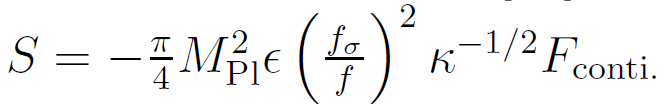 $S = -\frac{\pi}{4} M_{\mathrm{Pl}}^{2} \epsilon \left( \frac{f_{\sigma}}{f} \right)^{2} \kappa^{-1/2} F_{\mathrm{conti.}}$